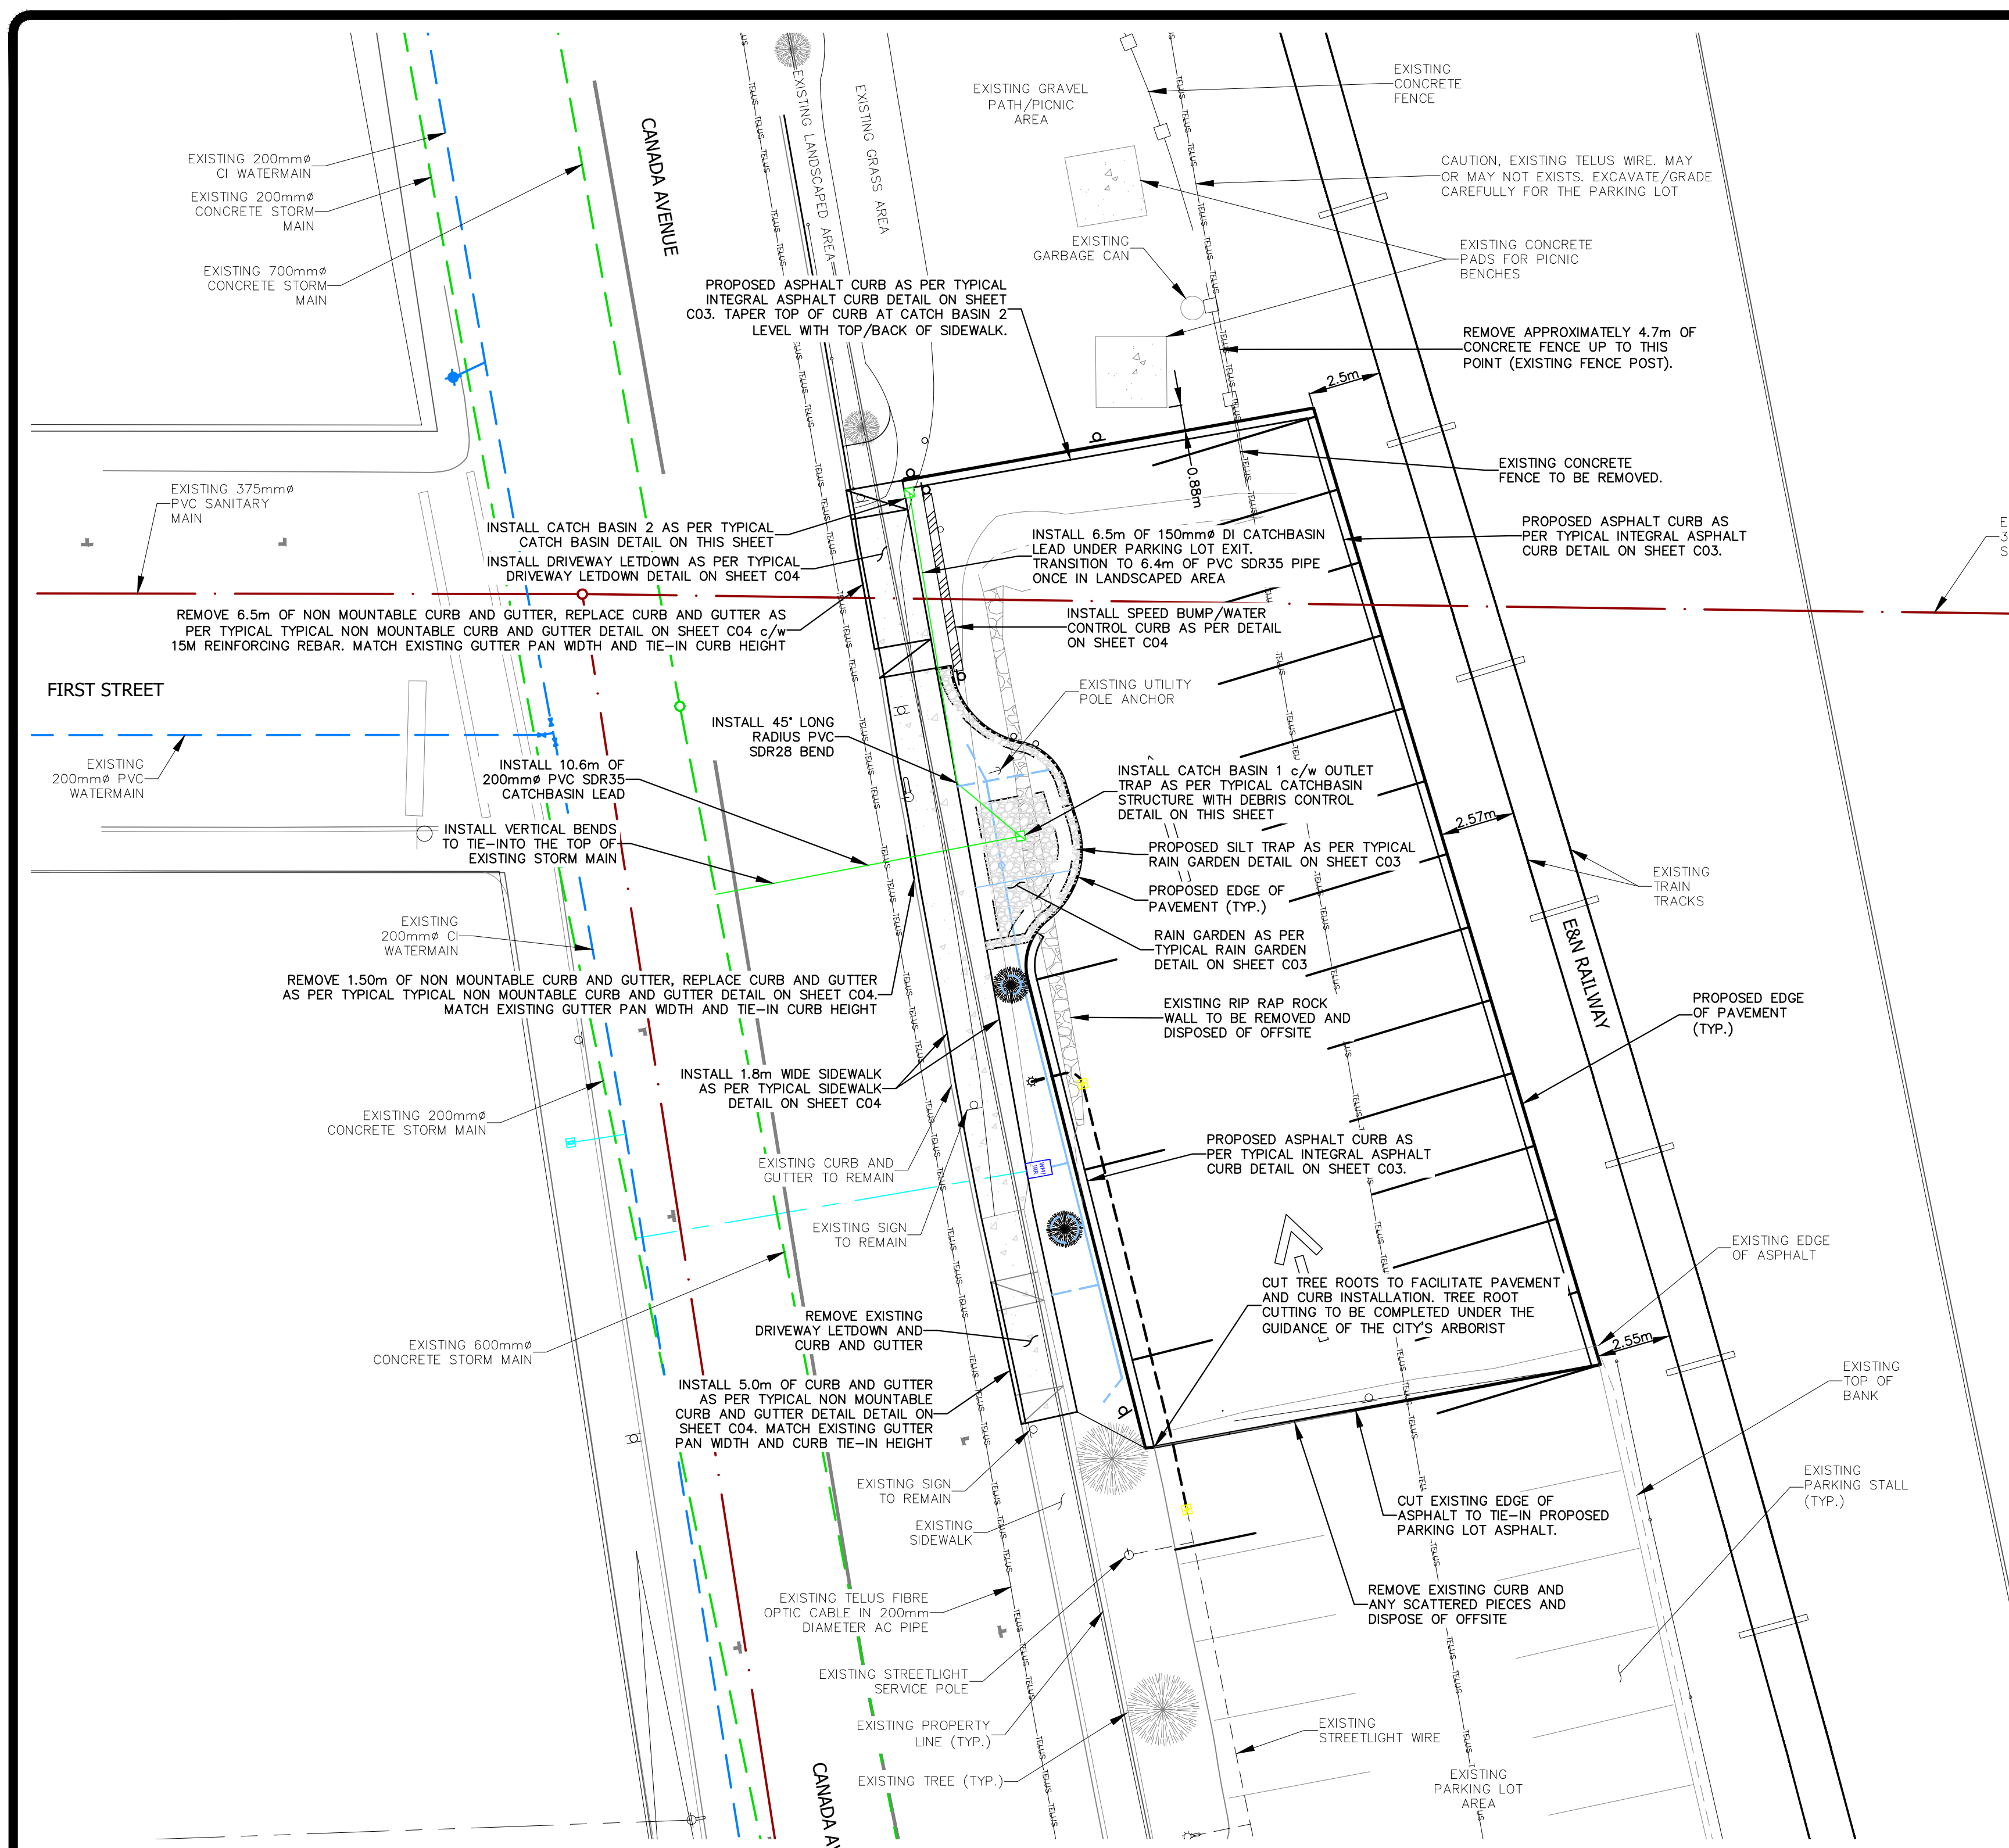 EXISTING 200mmø
CI WATERMAIN
EXISTING 200mmø
CONCRETE STORM
MAIN
EXISTING 700mmø
CONCRETE STORM
MAIN
CANADA AVENUE
EXISTING LANDSCAPED AREA
EXISTING GRASS AREA
EXISTING GRAVEL
PATH/PICNIC
AREA
EXISTING
CONCRETE
FENCE
CAUTION, EXISTING TELUS WIRE. MAY
OR MAY NOT EXISTS. EXCAVATE/GRADE
CAREFULLY FOR THE PARKING LOT
EXISTING
GARBAGE CAN
EXISTING CONCRETE
PADS FOR PICNIC
BENCHES
PROPOSED ASPHALT CURB AS PER TYPICAL
INTEGRAL ASPHALT CURB DETAIL ON SHEET
C03. TAPER TOP OF CURB AT CATCH BASIN 2
LEVEL WITH TOP/BACK OF SIDEWALK.
REMOVE APPROXIMATELY 4.7m OF
CONCRETE FENCE UP TO THIS
POINT (EXISTING FENCE POST).
2.5m
0.88m
EXISTING CONCRETE
FENCE TO BE REMOVED.
EXISTING 375mmø
PVC SANITARY
MAIN
INSTALL CATCH BASIN 2 AS PER TYPICAL
CATCH BASIN DETAIL ON THIS SHEET
INSTALL DRIVEWAY LETDOWN AS PER TYPICAL
DRIVEWAY LETDOWN DETAIL ON SHEET C04
INSTALL 6.5m OF 150mmø DI CATCHBASIN
LEAD UNDER PARKING LOT EXIT.
TRANSITION TO 6.4m OF PVC SDR35 PIPE
ONCE IN LANDSCAPED AREA
PROPOSED ASPHALT CURB AS
PER TYPICAL INTEGRAL ASPHALT
CURB DETAIL ON SHEET C03.
E
3
S
REMOVE 6.5m OF NON MOUNTABLE CURB AND GUTTER, REPLACE CURB AND GUTTER AS
PER TYPICAL TYPICAL NON MOUNTABLE CURB AND GUTTER DETAIL ON SHEET C04 c/w
15M REINFORCING REBAR. MATCH EXISTING GUTTER PAN WIDTH AND TIE-IN CURB HEIGHT
INSTALL SPEED BUMP/WATER
CONTROL CURB AS PER DETAIL
ON SHEET C04
FIRST STREET
EXISTING UTILITY
POLE ANCHOR
INSTALL 45° LONG
RADIUS PVC
SDR28 BEND
EXISTING
200mmø PVC
WATERMAIN
INSTALL 10.6m OF
200mmø PVC SDR35
CATCHBASIN LEAD
INSTALL CATCH BASIN 1 c/w OUTLET
TRAP AS PER TYPICAL CATCHBASIN
STRUCTURE WITH DEBRIS CONTROL
DETAIL ON THIS SHEET
2.57m
INSTALL VERTICAL BENDS
TO TIE-INTO THE TOP OF
EXISTING STORM MAIN
PROPOSED SILT TRAP AS PER TYPICAL
RAIN GARDEN DETAIL ON SHEET C03
EXISTING
TRAIN
TRACKS
PROPOSED EDGE OF
PAVEMENT (TYP.)
EXISTING
200mmø CI
WATERMAIN
RAIN GARDEN AS PER
TYPICAL RAIN GARDEN
DETAIL ON SHEET C03
E&N RAILWAY
REMOVE 1.50m OF NON MOUNTABLE CURB AND GUTTER, REPLACE CURB AND GUTTER
AS PER TYPICAL TYPICAL NON MOUNTABLE CURB AND GUTTER DETAIL ON SHEET C04.
MATCH EXISTING GUTTER PAN WIDTH AND TIE-IN CURB HEIGHT
EXISTING RIP RAP ROCK
WALL TO BE REMOVED AND
DISPOSED OF OFFSITE
PROPOSED EDGE
OF PAVEMENT
(TYP.)
INSTALL 1.8m WIDE SIDEWALK
AS PER TYPICAL SIDEWALK
DETAIL ON SHEET C04
EXISTING 200mmø
CONCRETE STORM MAIN
PROPOSED ASPHALT CURB AS
PER TYPICAL INTEGRAL ASPHALT
CURB DETAIL ON SHEET C03.
EXISTING CURB AND
GUTTER TO REMAIN
WM/
IRR
EXISTING SIGN
TO REMAIN
EXISTING EDGE
OF ASPHALT
CUT TREE ROOTS TO FACILITATE PAVEMENT
AND CURB INSTALLATION. TREE ROOT
CUTTING TO BE COMPLETED UNDER THE
GUIDANCE OF THE CITY'S ARBORIST
REMOVE EXISTING
DRIVEWAY LETDOWN AND
CURB AND GUTTER
2.55m
EXISTING 600mmø
CONCRETE STORM MAIN
EXISTING
TOP OF
BANK
INSTALL 5.0m OF CURB AND GUTTER
AS PER TYPICAL NON MOUNTABLE
CURB AND GUTTER DETAIL DETAIL ON
SHEET C04. MATCH EXISTING GUTTER
PAN WIDTH AND CURB TIE-IN HEIGHT
EXISTING SIGN
TO REMAIN
EXISTING
PARKING STALL
(TYP.)
CUT EXISTING EDGE OF
ASPHALT TO TIE-IN PROPOSED
PARKING LOT ASPHALT.
EXISTING
SIDEWALK
EXISTING TELUS FIBRE
OPTIC CABLE IN 200mm
DIAMETER AC PIPE
REMOVE EXISTING CURB AND
ANY SCATTERED PIECES AND
DISPOSE OF OFFSITE
EXISTING STREETLIGHT
SERVICE POLE
EXISTING PROPERTY
LINE (TYP.)
EXISTING
STREETLIGHT WIRE
EXISTING TREE (TYP.)
EXISTING
PARKING LOT
AREA
CANADA AV
TELUS